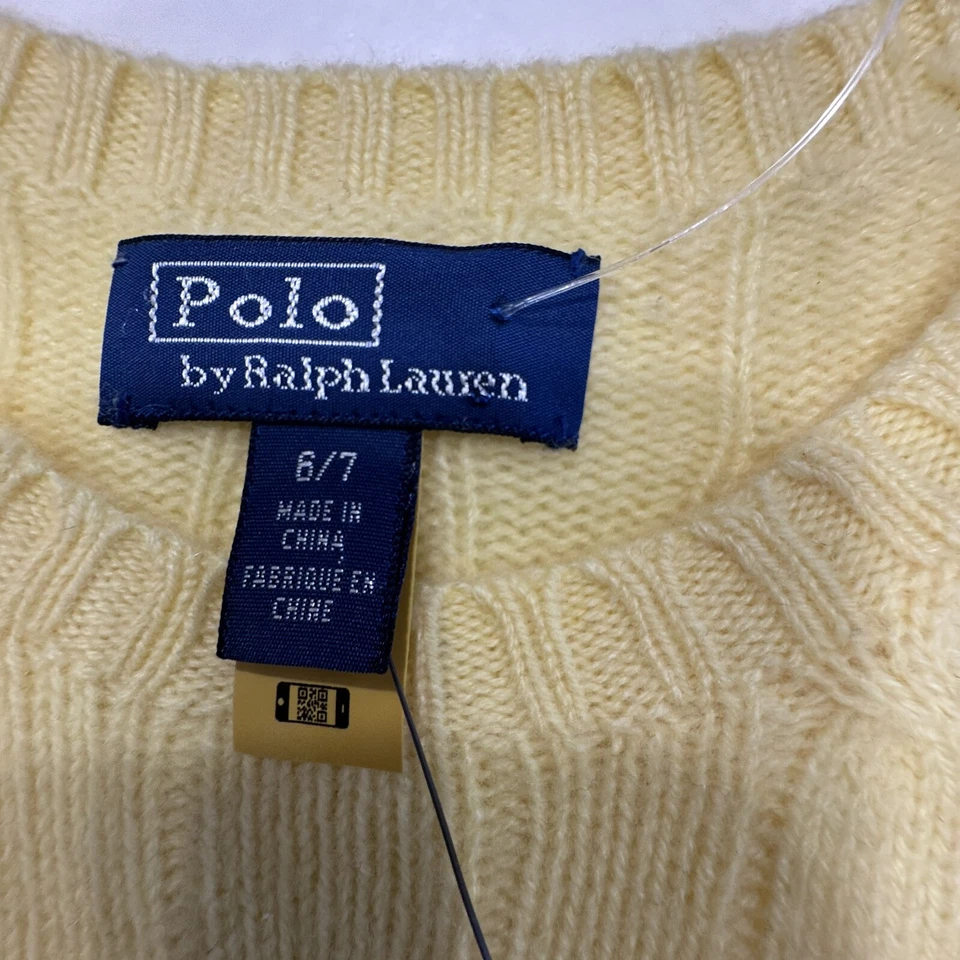 Polo
by Ralph Lauren
6/7
MADE IN
CHINA
FABRIQUE EN
CHINE